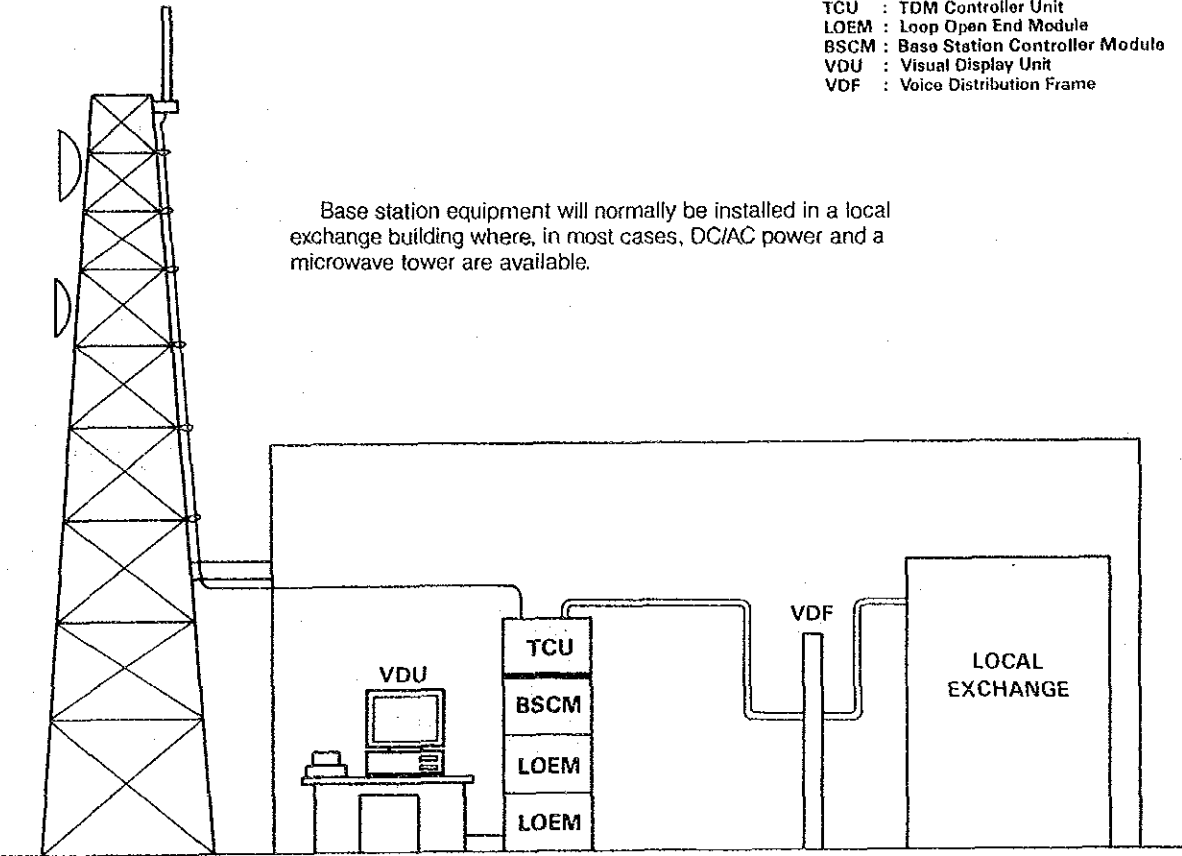 TCU : TDM Controller Unit
LOEM : Loop Open End Module
BSCM : Base Station Controller Module
VDU : Visual Display Unit
VDF : Voice Distribution Frame
Base station equipment will normally be installed in a local
exchange building where, in most cases, DC/AC power and a
microwave tower are available.
VDF
TCU
LOCAL
EXCHANGE
VDU
BSCM
LOEM
LOEM